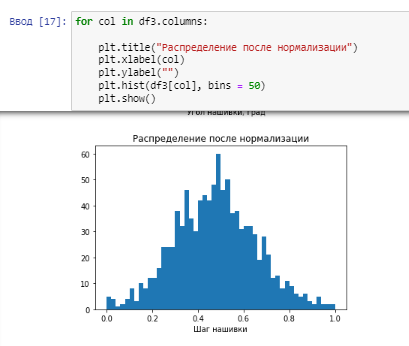 Ввод [17]:
for col in df3.columns:
plt.title("Распределение после нормализации")
plt.xlabel(col)
plt.ylabel("")
plt.hist(df3[col], bins = 50)
plt.show()
Угол нашивки, град
Распределение после нормализации
60
50
40
30
20
10
0
0.0 0.2 0.4 0.6 0.8 1.0
Шаг нашивки